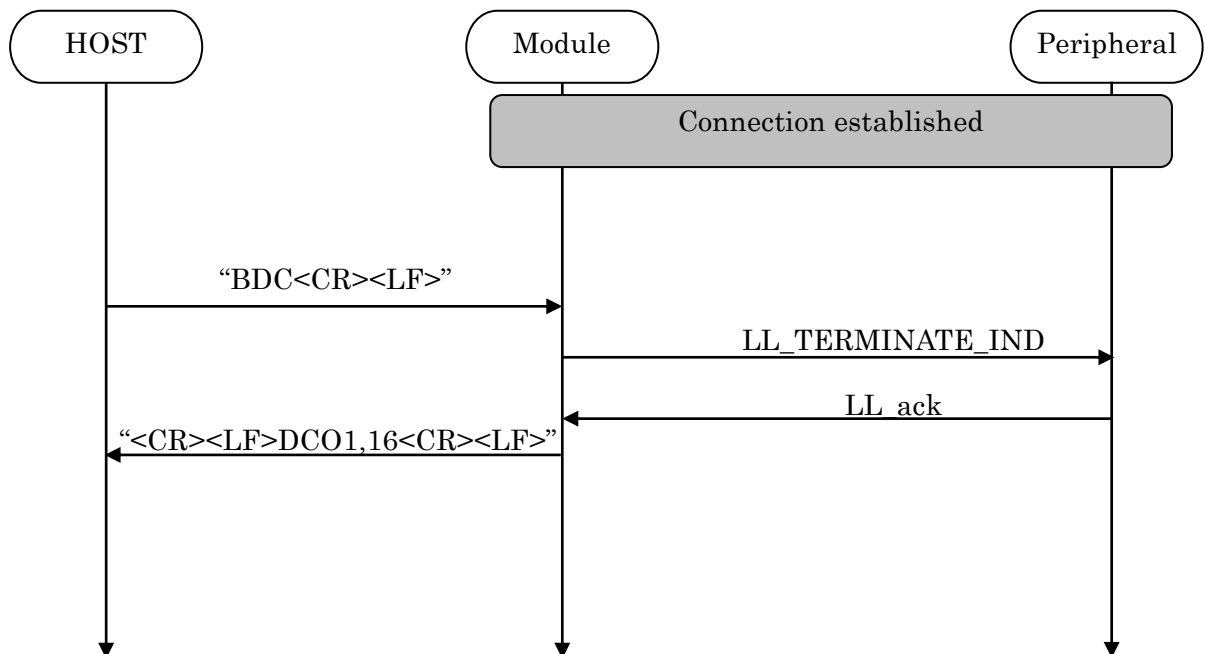 HOST
Module
Peripheral
Connection established
“BDC<CR><LF>”
LL_TERMINATE_IND
LL_ack
“<CR><LF>DCO1,16<CR><LF>”